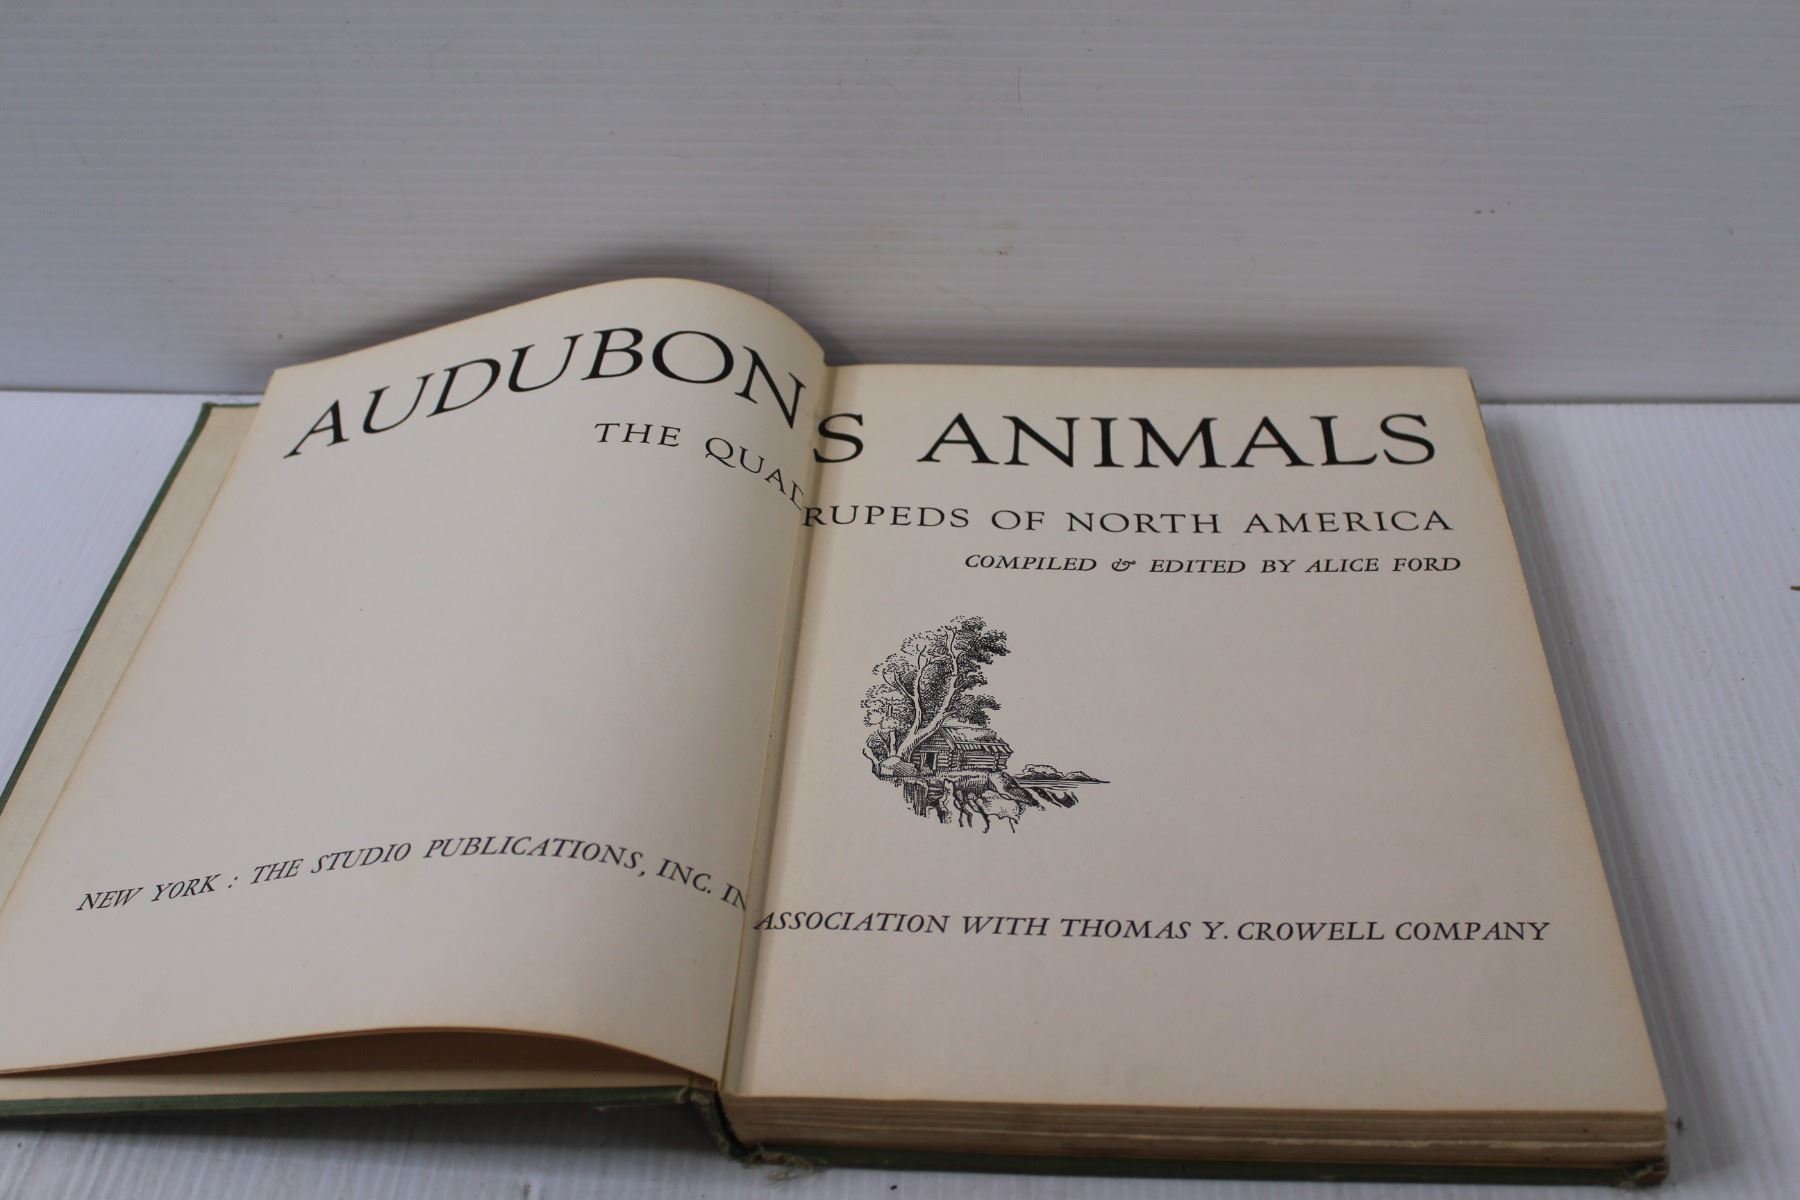 AUDUBON'S ANIMALS
THE QUADRUPEDS OF NORTH AMERICA
COMPILED & EDITED BY ALICE FORD
NEW YORK : THE STUDIO PUBLICATIONS, INC. IN ASSOCIATION WITH THOMAS Y. CROWELL COMPANY